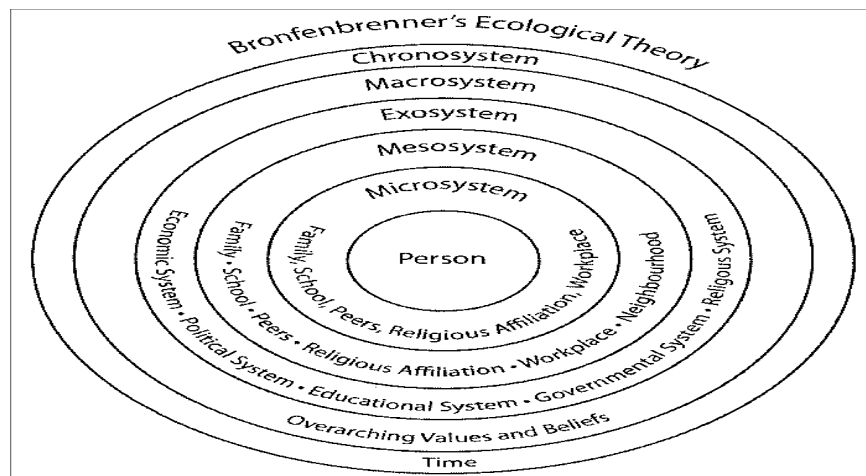 Bronfenbrenner's Ecological Theory
Chronosystem
Macrosystem
Exosystem
Mesosystem
Microsystem
Person
Family, School, Peers, Religious Affiliation, Workplace
Family • School • Peers • Religious Affiliation • Workplace • Neighbourhood
Economic System • Political System • Educational System • Governmental System • Religous System
Overarching Values and Beliefs
Time